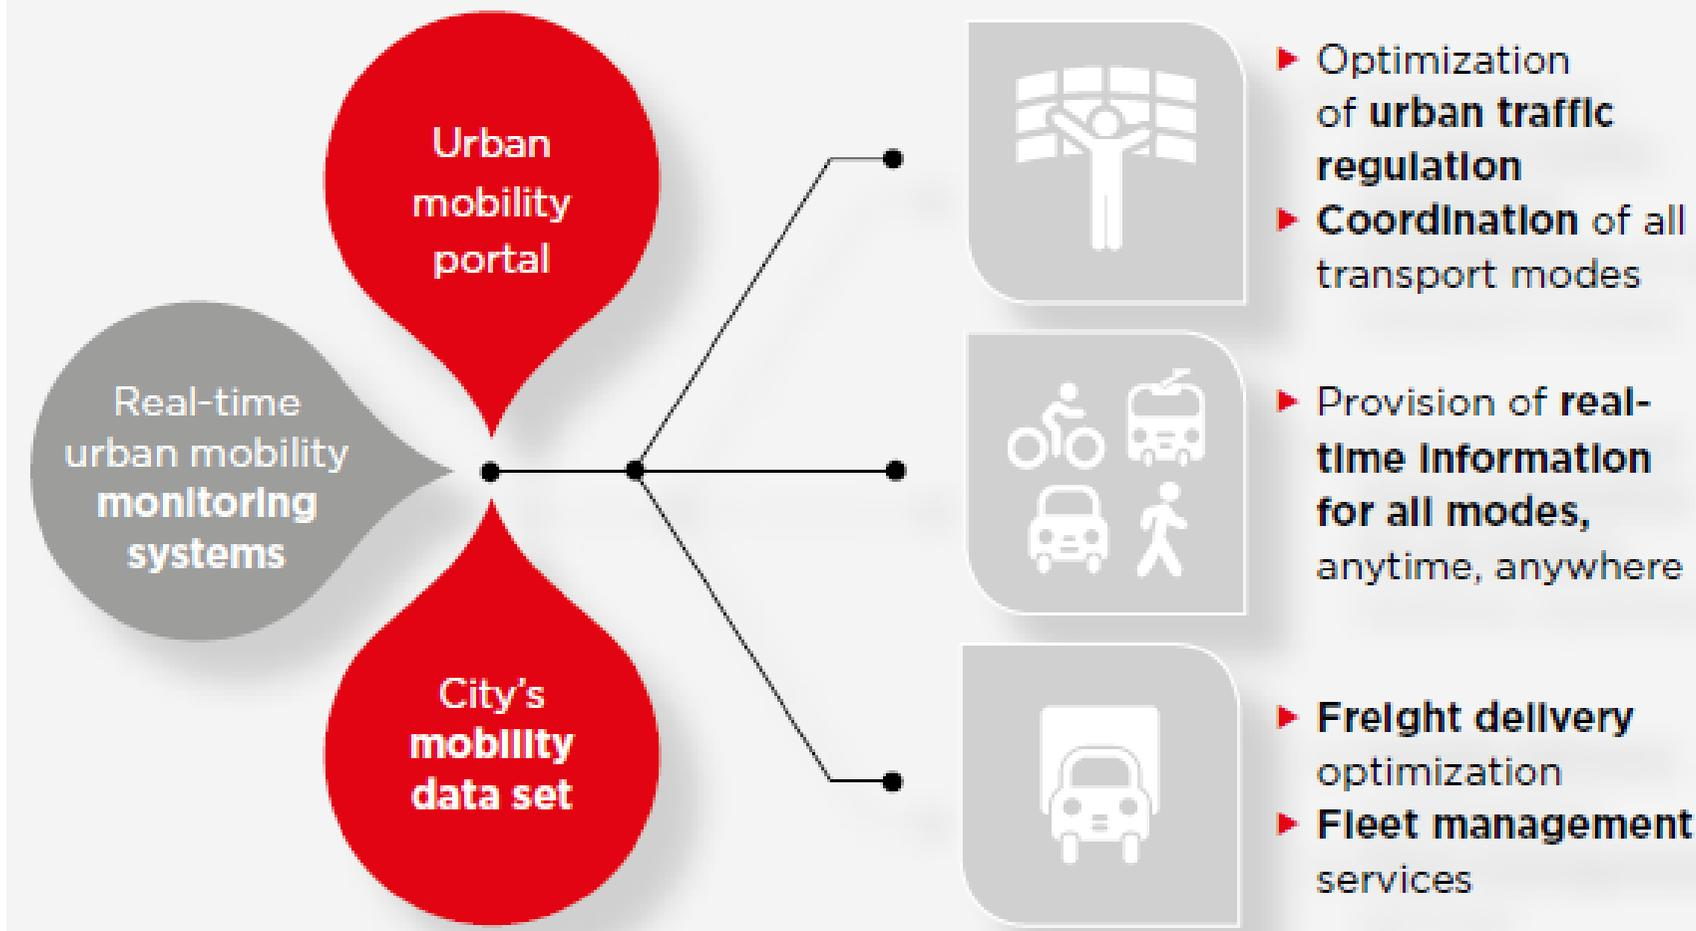 Urban
mobility
portal
Real-time
urban mobility
monitoring
systems
City's
mobility
data set
Optimization
of urban traffic
regulation
Coordination of all
transport modes
Provision of real-
time information
for all modes,
anytime, anywhere
Freight delivery
optimization
Fleet management
services